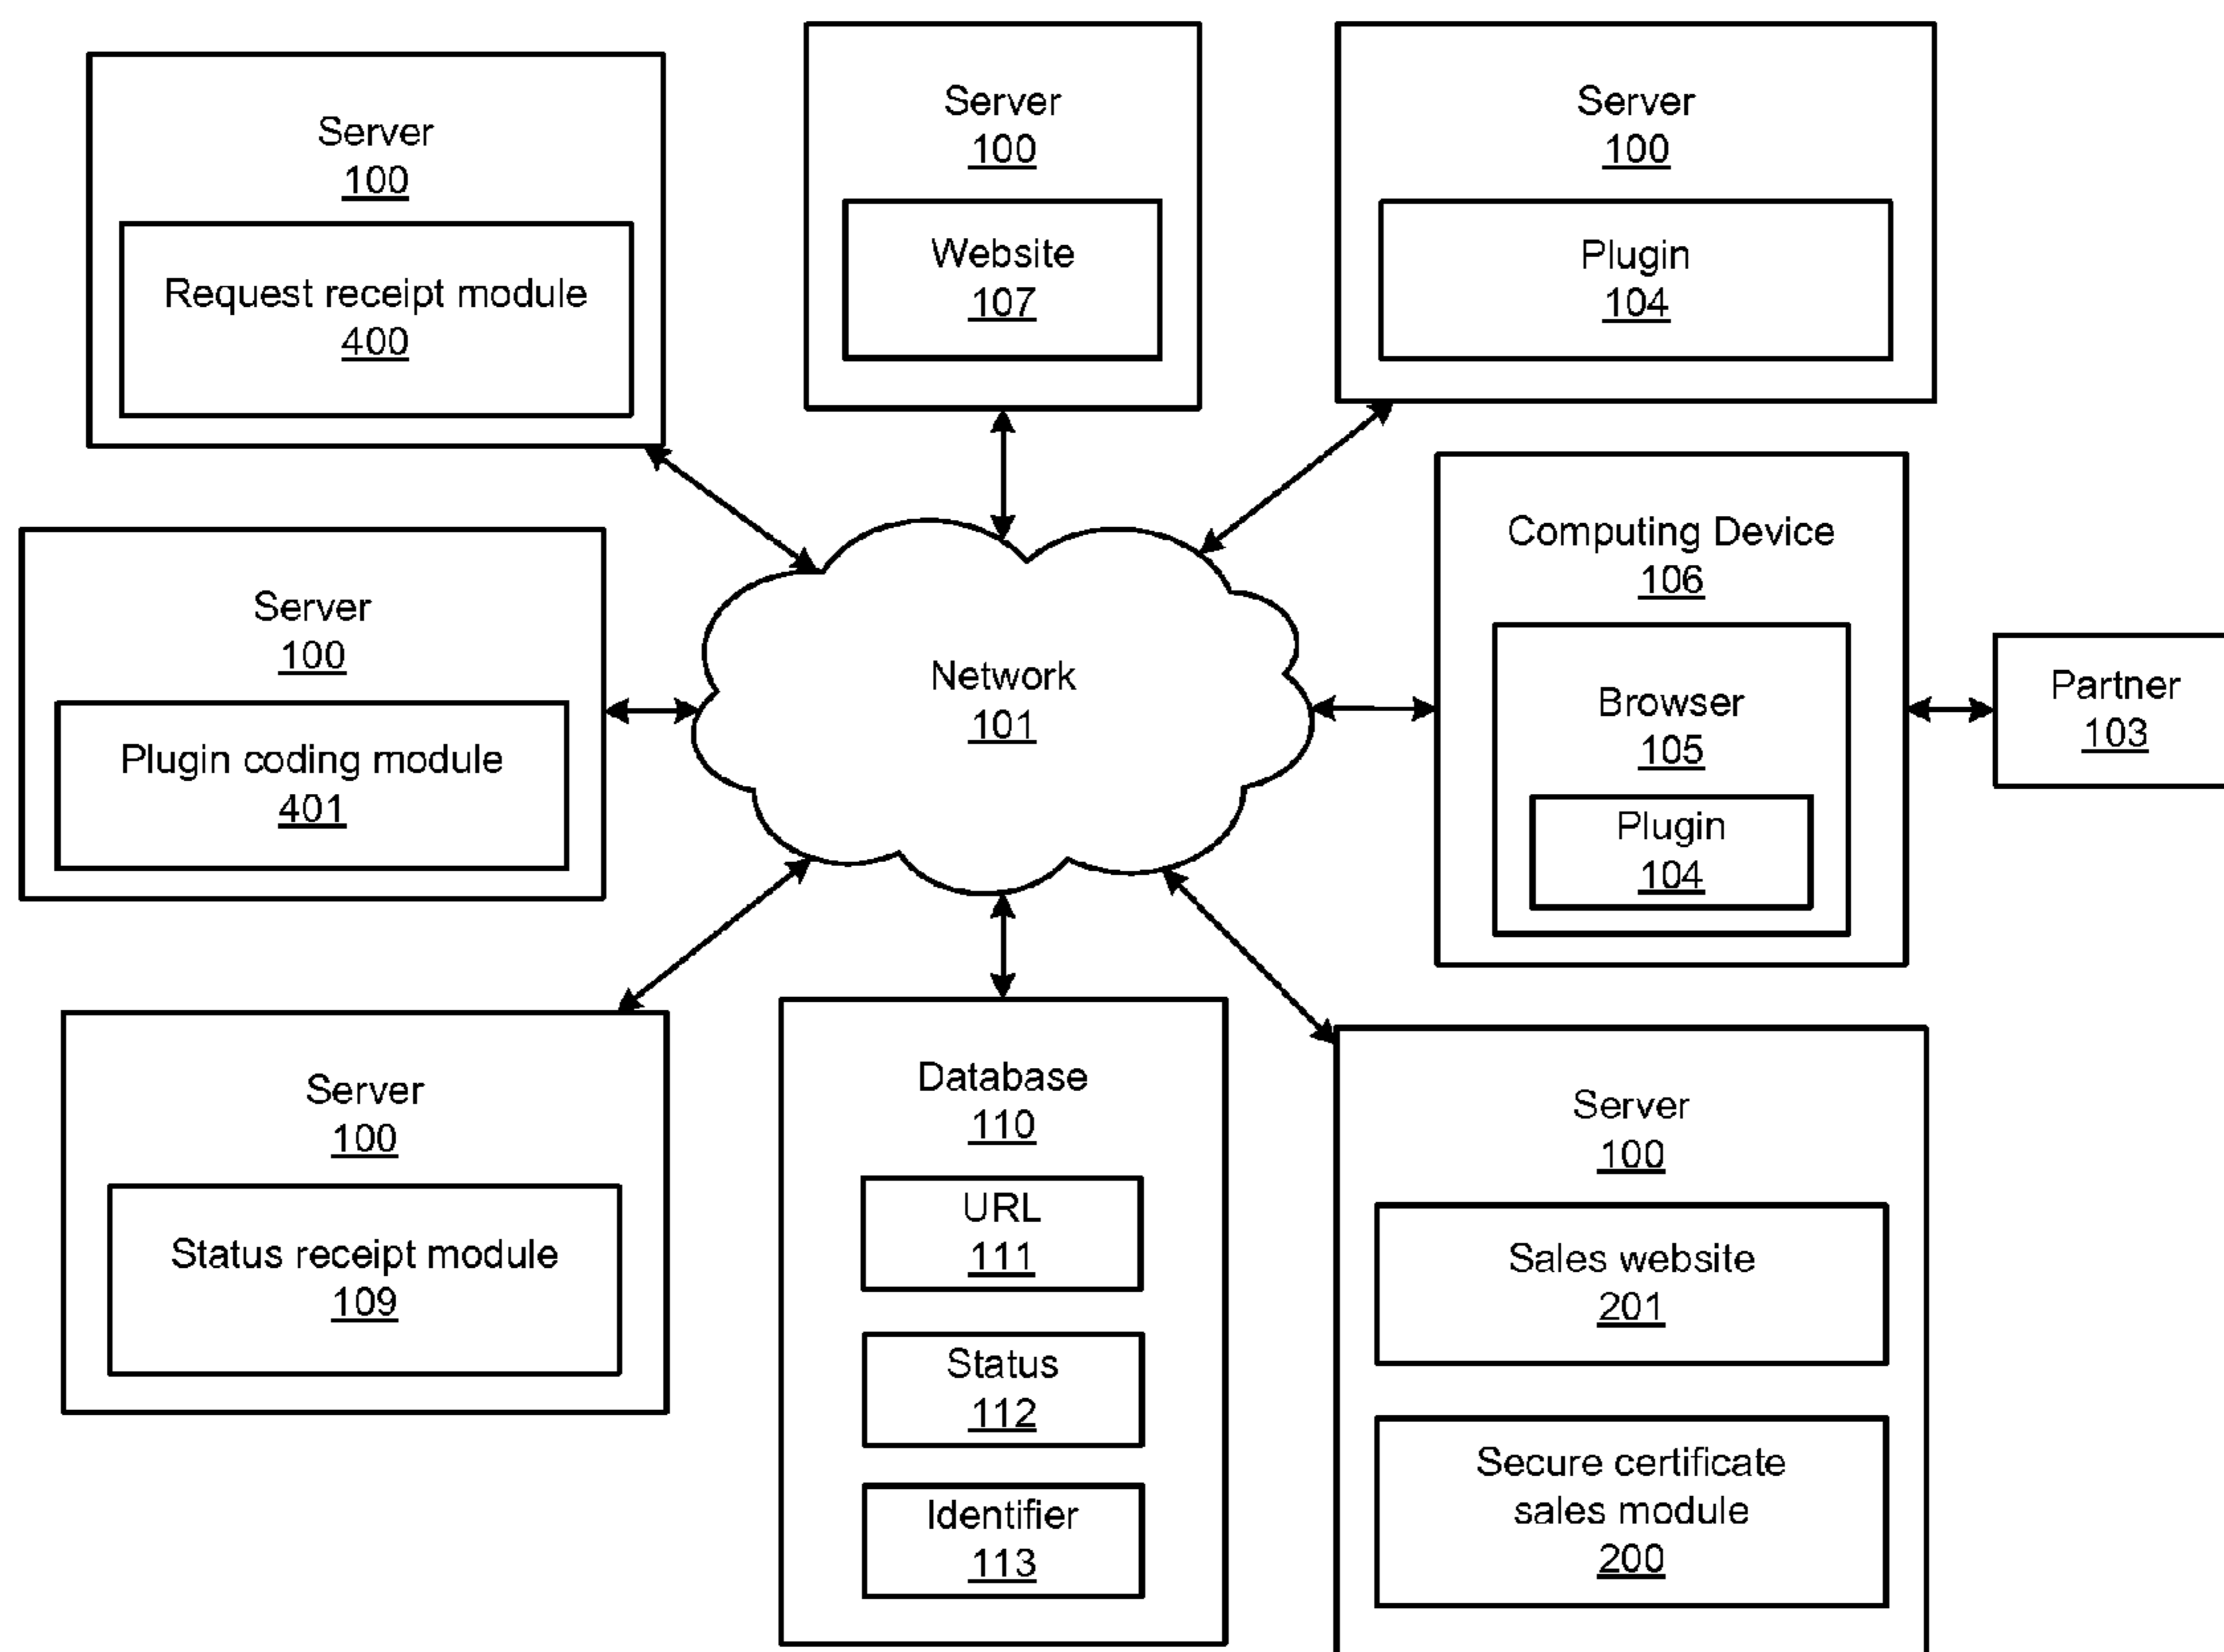 Server
100
Request receipt module
400
Server
100
Website
107
Server
100
Plugin
104
Server
100
Plugin coding module
401
Network
101
Computing Device
106
Browser
105
Plugin
104
Partner
103
Server
100
Status receipt module
109
Database
110
URL
111
Status
112
Identifier
113
Server
100
Sales website
201
Secure certificate
sales module
200